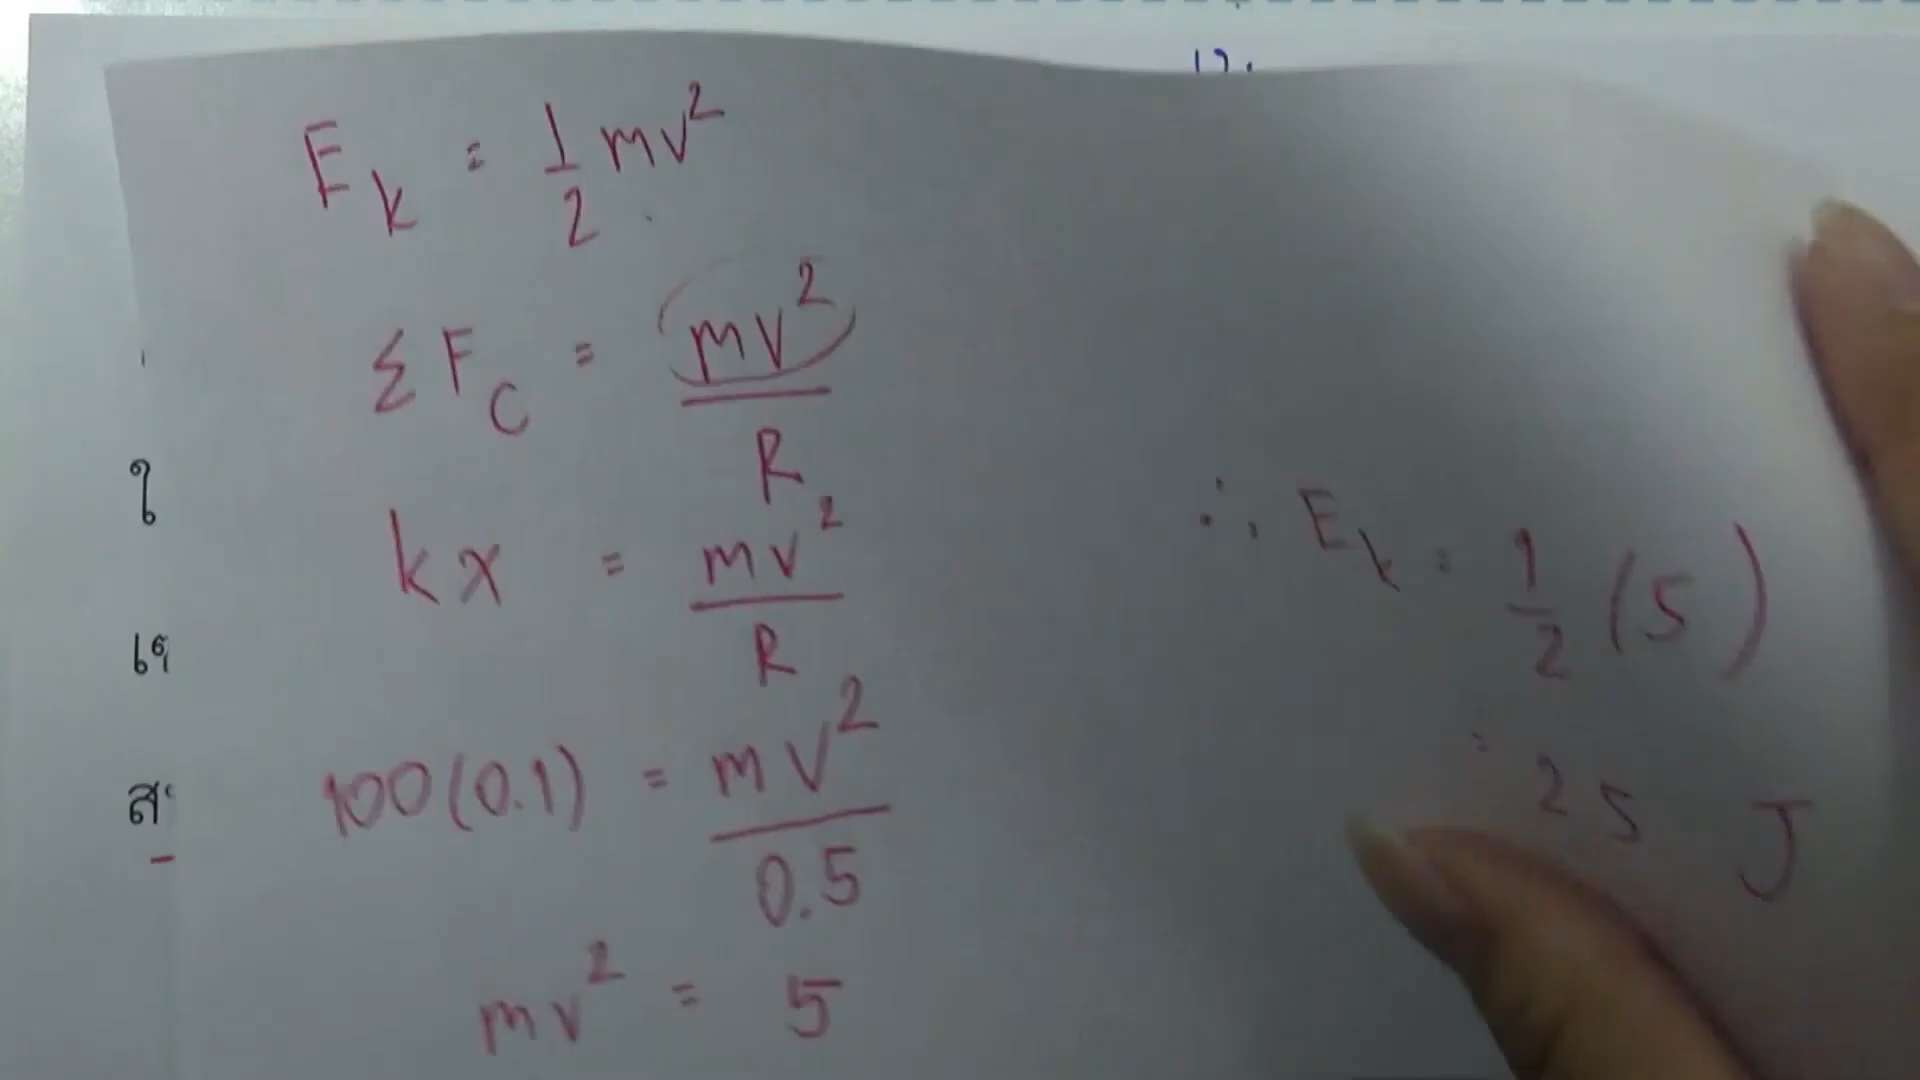 E_k = 1/2 mv²
ΣF_c = mv²/R
kx = mv²/R
100(0.1) = mv²/0.5
mv² = 5
∴ E_k = 1/2 (5)
= 2 5 J
ใ